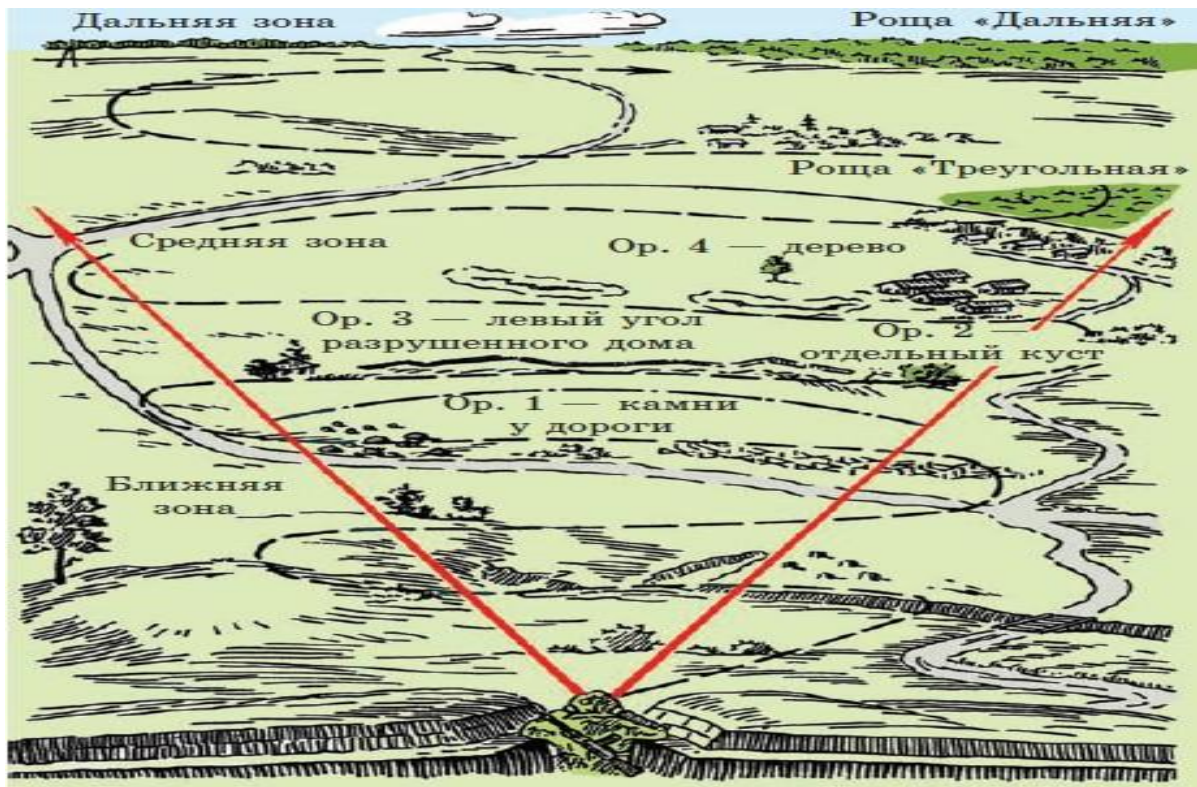 Дальняя зона
Роща «Дальняя»
Роща «Треугольная»
Средняя зона
Ор. 4 — дерево
Ор. 3 — левый угол
разрушенного дома
Ор. 2 —
отдельный куст
Ор. 1 — камни
у дороги
Ближняя
зона